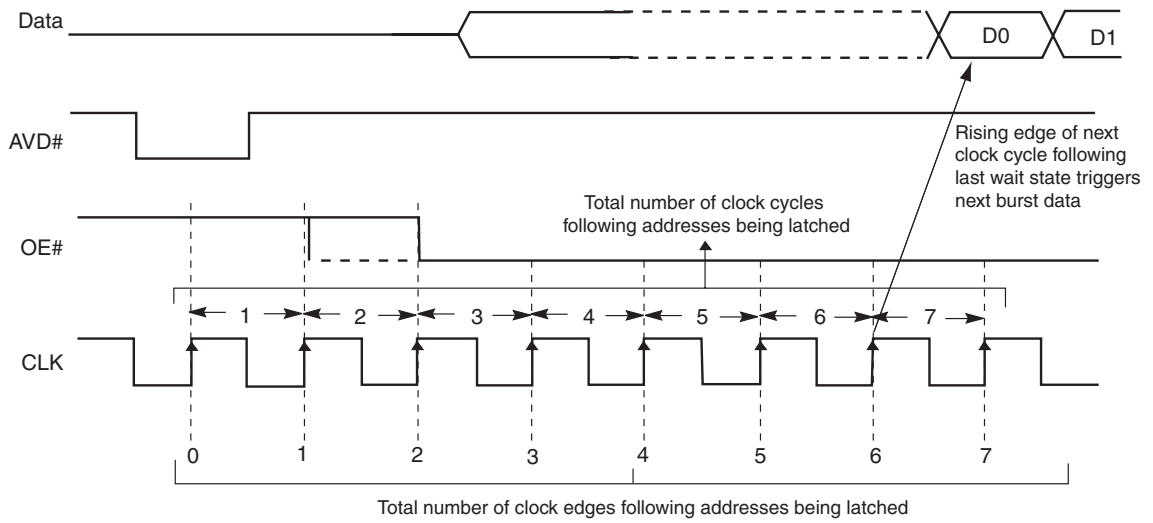 Data
D0
D1
AVD#
Rising edge of next
clock cycle following
last wait state triggers
next burst data
Total number of clock cycles
following addresses being latched
OE#
1
2
3
4
5
6
7
CLK
0
1
2
3
4
5
6
7
Total number of clock edges following addresses being latched